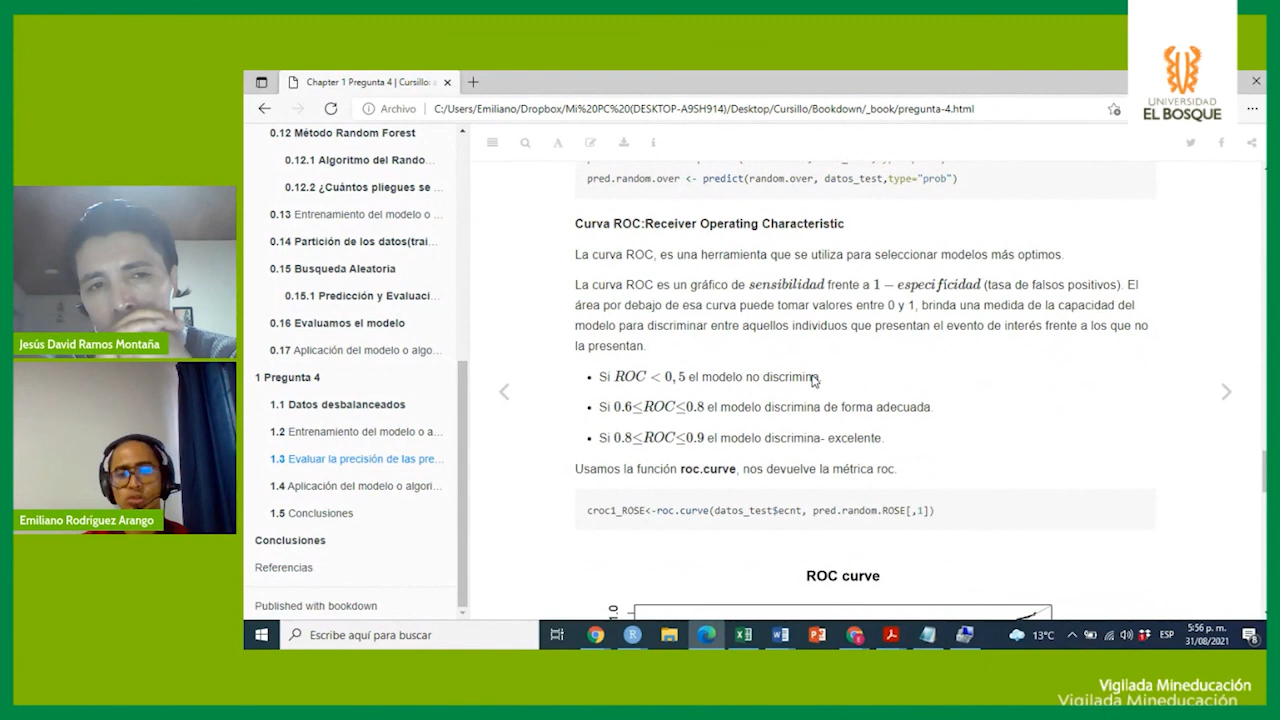 UNIVERSIDAD
EL BOSQUE
Chapter 1 Pregunta 4 | Cursillo:
Archivo
C:/Users/Emiliano/Dropbox/Mi%20PC%20(DESKTOP-A95H914)/Desktop/Cursillo/Bookdown/_book/pregunta-4.html
0.12 Método Random Forest
0.12.1 Algoritmo del Rando…
0.12.2 ¿Cuántos pliegues se …
0.13 Entrenamiento del modelo o …
0.14 Partición de los datos(trai…
0.15 Busqueda Aleatoria
0.15.1 Predicción y Evaluaci…
0.16 Evaluamos el modelo
0.17 Aplicación del modelo o algo…
1 Pregunta 4
1.1 Datos desbalanceados
1.2 Entrenamiento del modelo o a…
1.3 Evaluar la precisión de las pre…
1.4 Aplicación del modelo o algori…
1.5 Conclusiones
Conclusiones
Referencias
Published with bookdown
pred.random.over <- predict(random.over, datos_test,type="prob")
Curva ROC:Receiver Operating Characteristic
La curva ROC, es una herramienta que se utiliza para seleccionar modelos más optimos.
La curva ROC es un gráfico de sensibilidad frente a 1 − especifícidad (tasa de falsos positivos). El
área por debajo de esa curva puede tomar valores entre 0 y 1, brinda una medida de la capacidad del
modelo para discriminar entre aquellos individuos que presentan el evento de interés frente a los que no
la presentan.
• Si ROC < 0, 5 el modelo no discrimina.
• Si 0.6≤ROC≤0.8 el modelo discrimina de forma adecuada.
• Si 0.8≤ROC≤0.9 el modelo discrimina- excelente.
Usamos la función roc.curve, nos devuelve la métrica roc.
croc1_ROSE<-roc.curve(datos_test$ecnt, pred.random.ROSE[,1])
ROC curve
1.0
Jesús David Ramos Montaña
Emiliano Rodríguez Arango
Escribe aquí para buscar
13°C
ESP
5:56 p. m.
31/08/2021
8
Vigilada Mineducación
Vigilada Mineducación